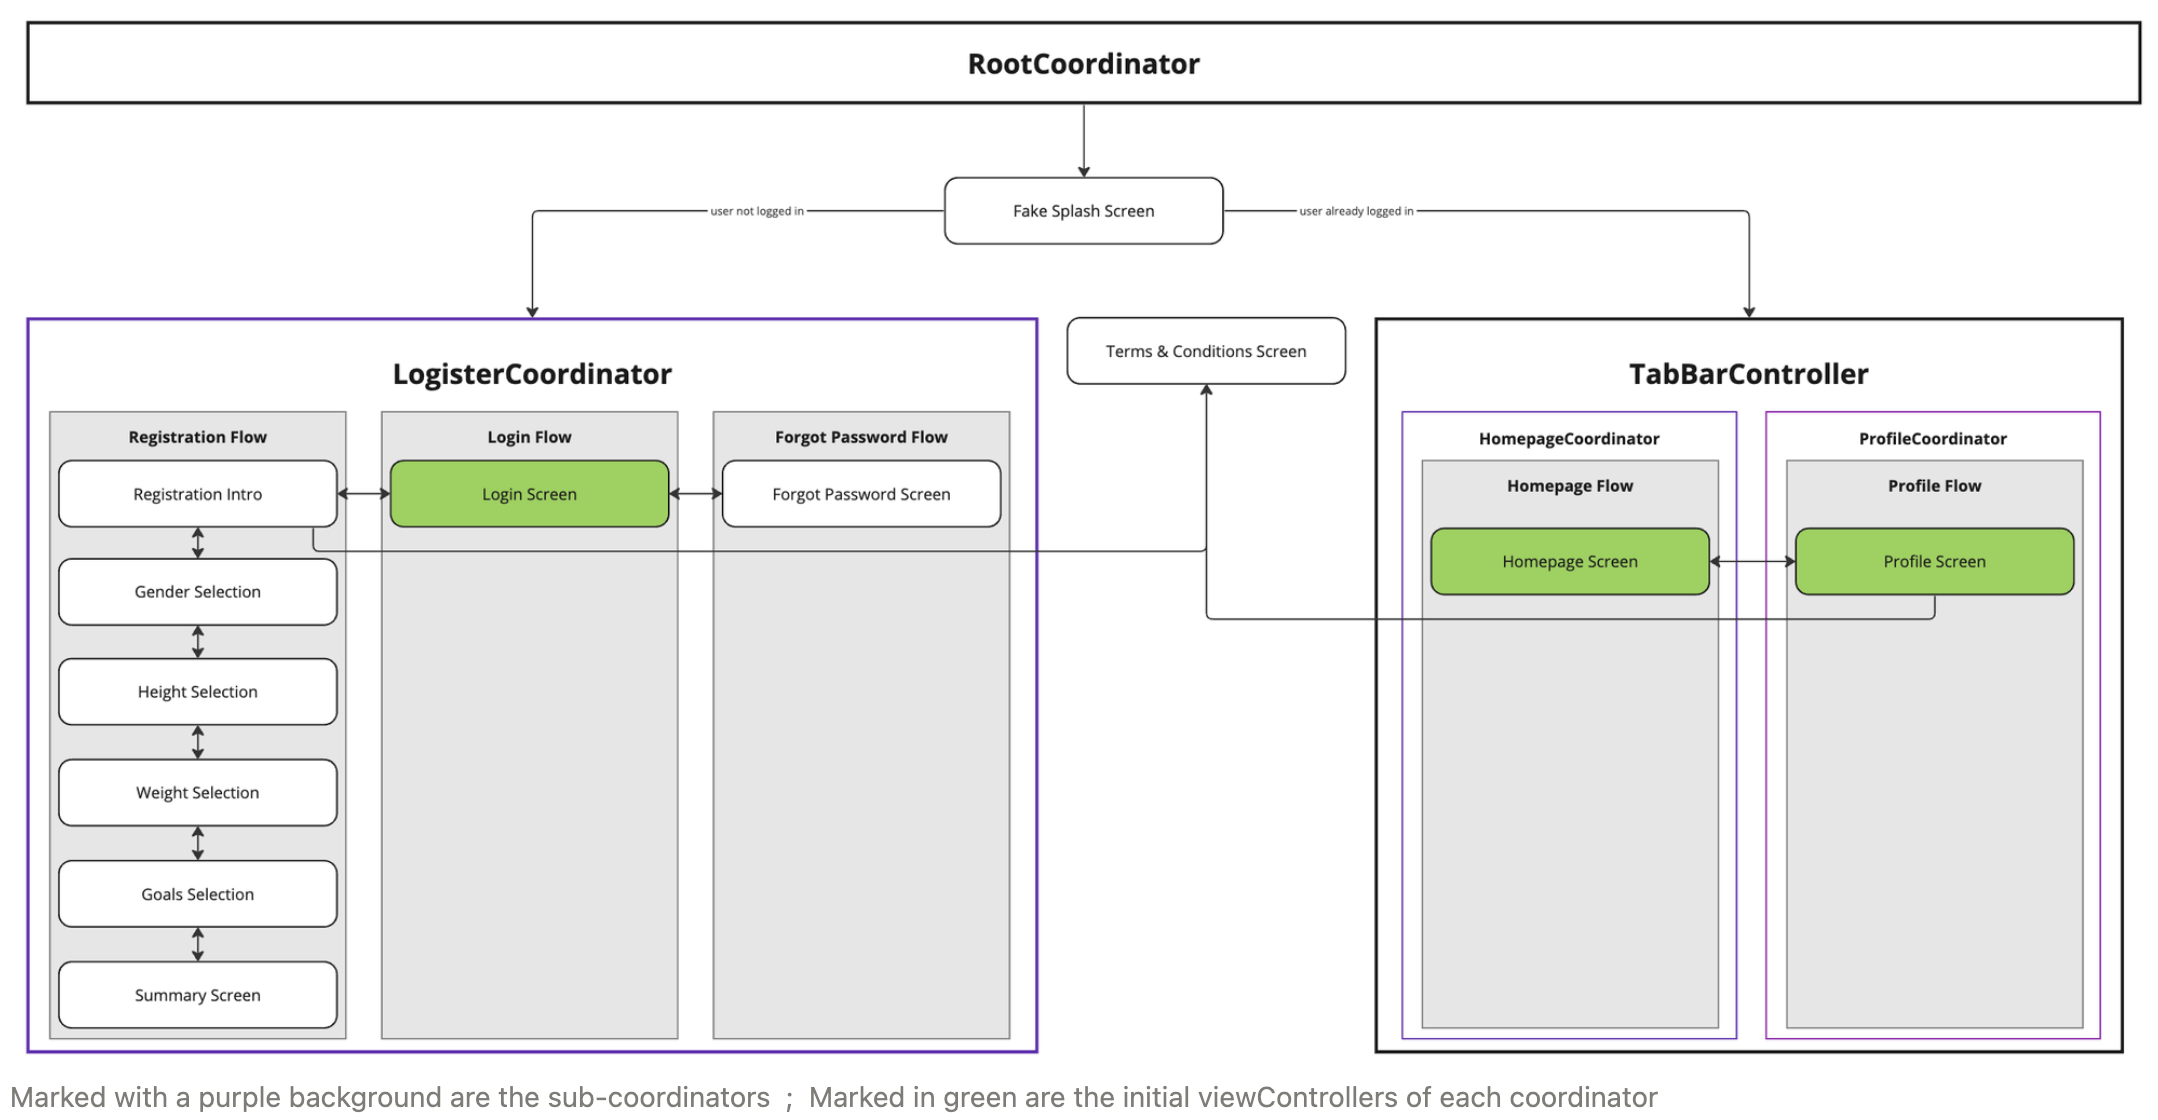 RootCoordinator
Fake Splash Screen
user not logged in
user already logged in
Terms & Conditions Screen
LogisterCoordinator
Registration Flow
Registration Intro
Gender Selection
Height Selection
Weight Selection
Goals Selection
Summary Screen
Login Flow
Login Screen
Forgot Password Flow
Forgot Password Screen
TabBarController
HomepageCoordinator
Homepage Flow
Homepage Screen
ProfileCoordinator
Profile Flow
Profile Screen
Marked with a purple background are the sub-coordinators ; Marked in green are the initial viewControllers of each coordinator